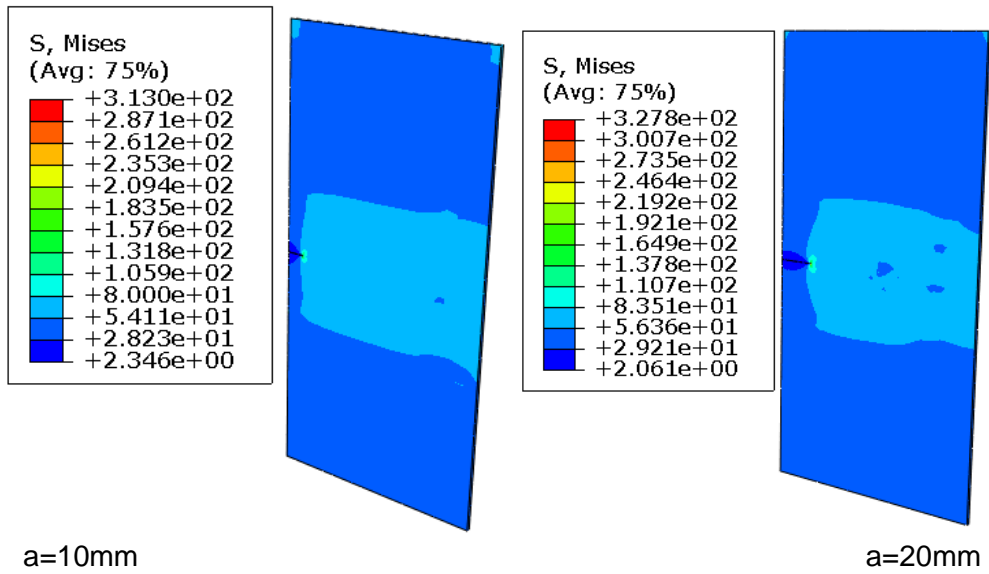 S, Mises
(Avg: 75%)
+3.130e+02
+2.871e+02
+2.612e+02
+2.353e+02
+2.094e+02
+1.835e+02
+1.576e+02
+1.318e+02
+1.059e+02
+8.000e+01
+5.411e+01
+2.823e+01
+2.346e+00
S, Mises
(Avg: 75%)
+3.278e+02
+3.007e+02
+2.735e+02
+2.464e+02
+2.192e+02
+1.921e+02
+1.649e+02
+1.378e+02
+1.107e+02
+8.351e+01
+5.636e+01
+2.921e+01
+2.061e+00
a=10mm
a=20mm